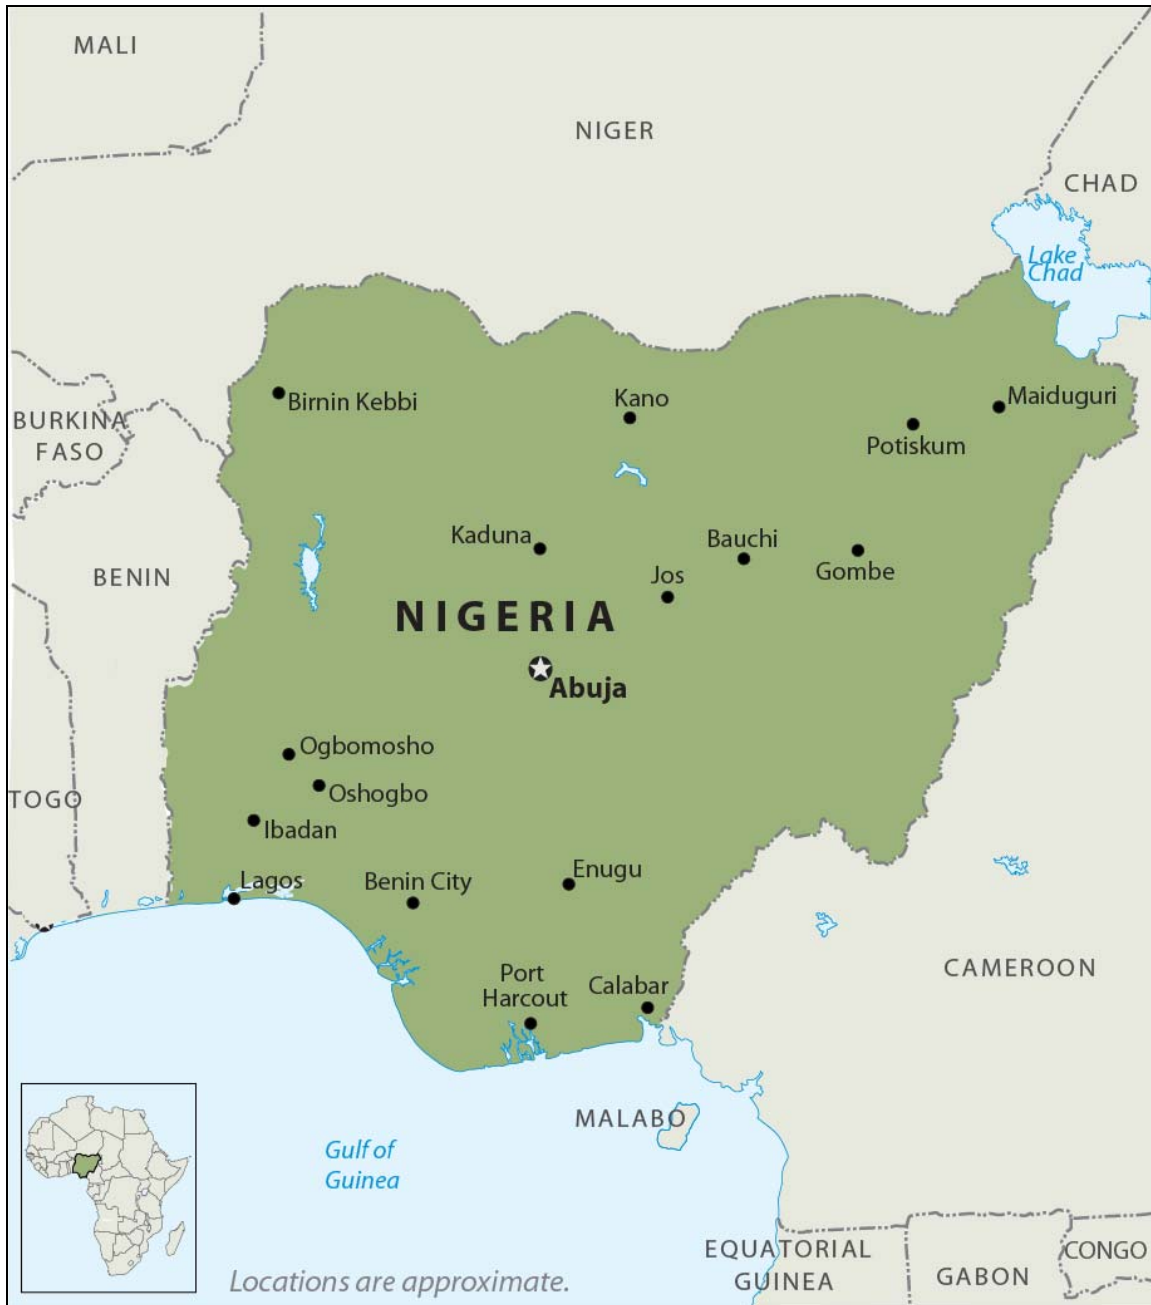 MALI
NIGER
CHAD
Lake
Chad
Birnin Kebbi
Kano
Maiduguri
BURKINA
FASO
Potiskum
Kaduna
Bauchi
BENIN
Jos
Gombe
NIGERIA
Abuja
Ogbomosho
TOGO
Oshogbo
Ibadan
Lagos
Benin City
Enugu
CAMEROON
Port
Harcout
Calabar
MALABO
Gulf of
Guinea
EQUATORIAL
GUINEA
GABON
CONGO
Locations are approximate.